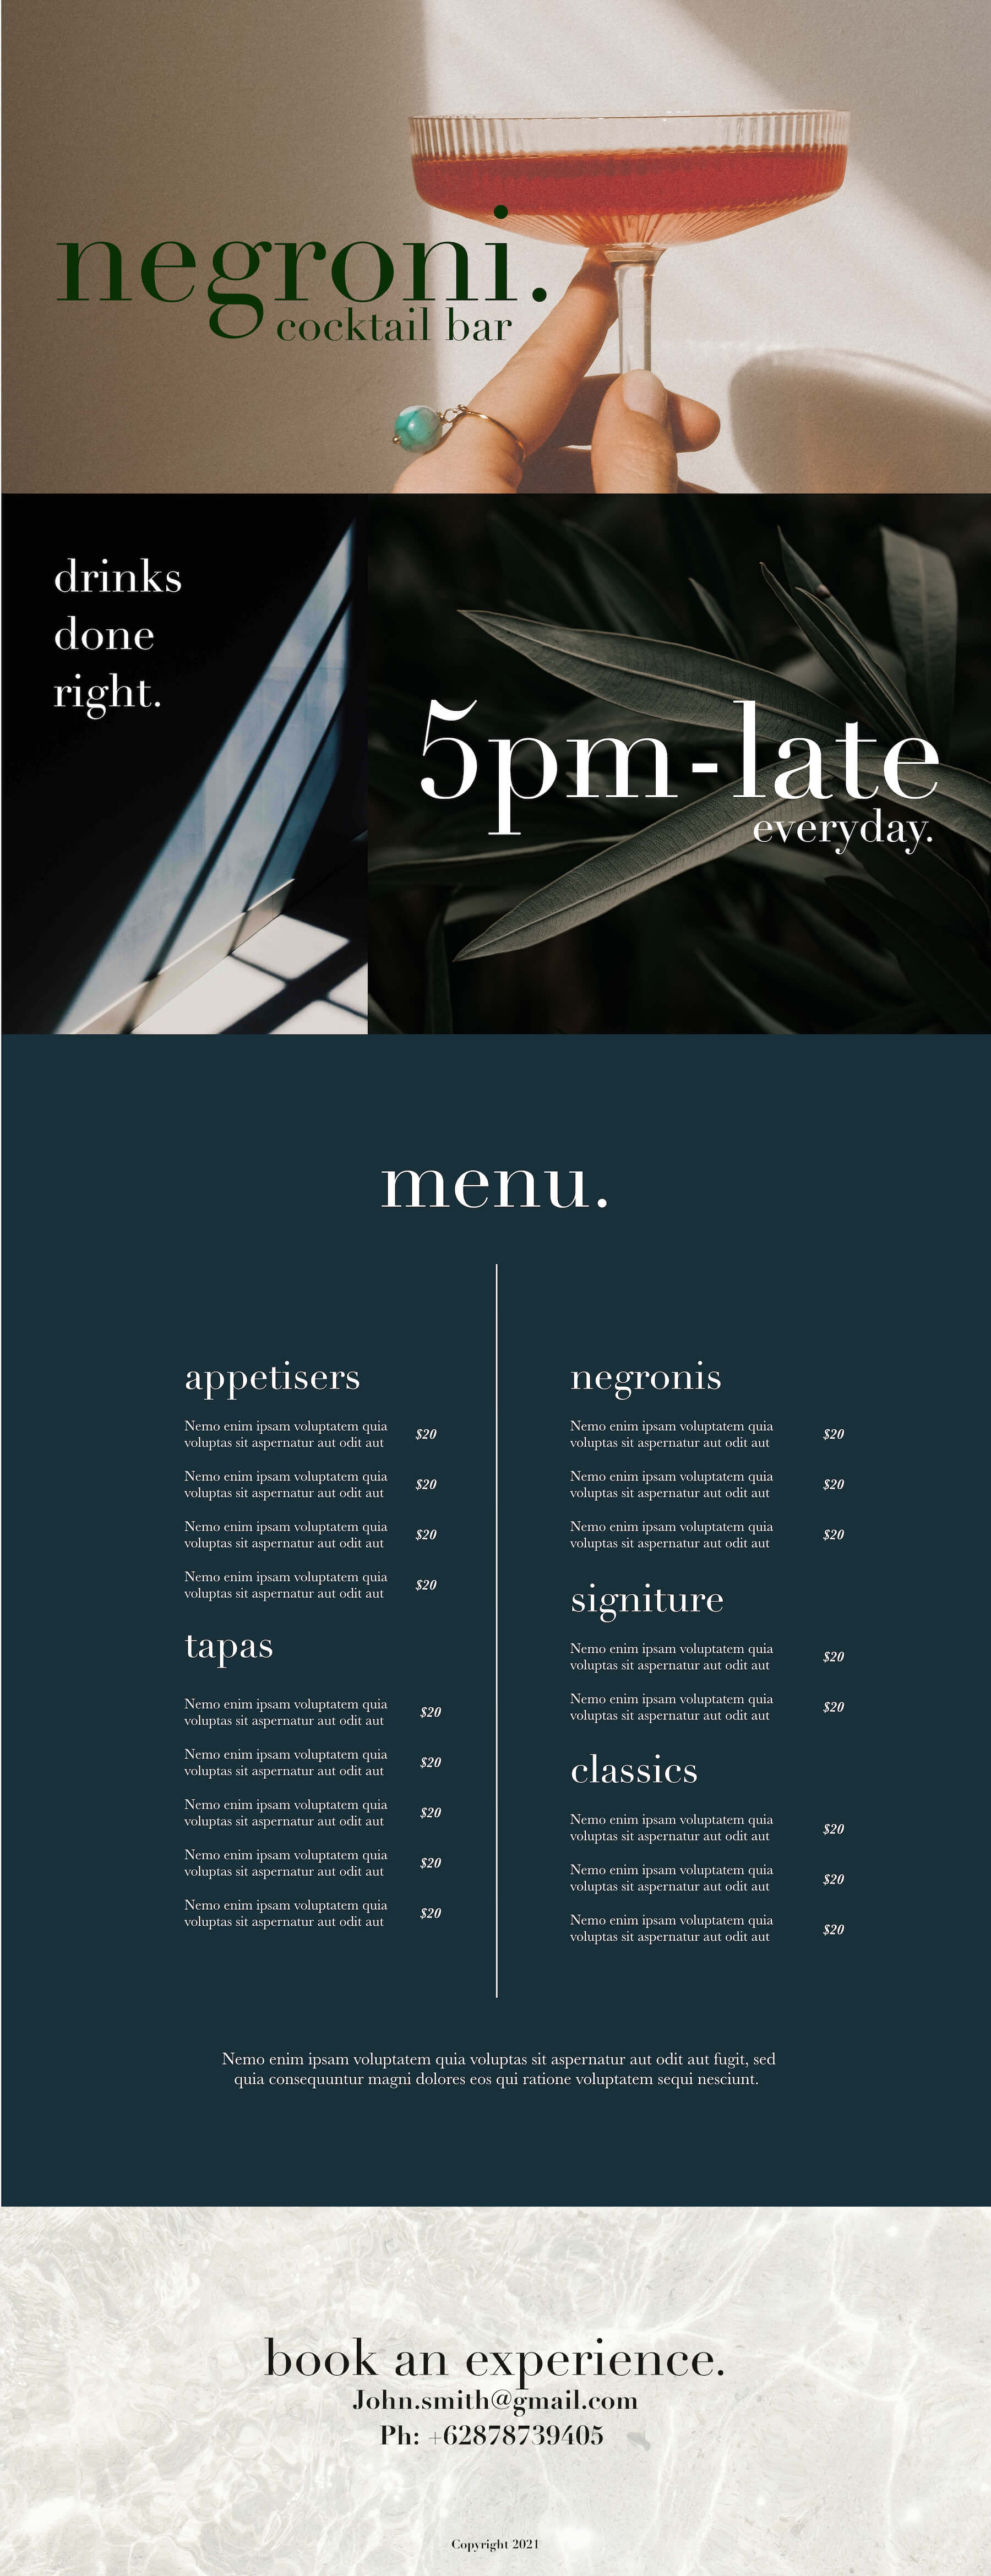 negroni.
cocktail bar
drinks
done
right.
5pm-late
everyday.
menu.
appetisers
Nemo enim ipsam voluptatem quia
voluptas sit aspernatur aut odit aut
$20
Nemo enim ipsam voluptatem quia
voluptas sit aspernatur aut odit aut
$20
Nemo enim ipsam voluptatem quia
voluptas sit aspernatur aut odit aut
$20
Nemo enim ipsam voluptatem quia
voluptas sit aspernatur aut odit aut
$20
tapas
Nemo enim ipsam voluptatem quia
voluptas sit aspernatur aut odit aut
$20
Nemo enim ipsam voluptatem quia
voluptas sit aspernatur aut odit aut
$20
Nemo enim ipsam voluptatem quia
voluptas sit aspernatur aut odit aut
$20
Nemo enim ipsam voluptatem quia
voluptas sit aspernatur aut odit aut
$20
Nemo enim ipsam voluptatem quia
voluptas sit aspernatur aut odit aut
$20
negronis
Nemo enim ipsam voluptatem quia
voluptas sit aspernatur aut odit aut
$20
Nemo enim ipsam voluptatem quia
voluptas sit aspernatur aut odit aut
$20
Nemo enim ipsam voluptatem quia
voluptas sit aspernatur aut odit aut
$20
signiture
Nemo enim ipsam voluptatem quia
voluptas sit aspernatur aut odit aut
$20
Nemo enim ipsam voluptatem quia
voluptas sit aspernatur aut odit aut
$20
classics
Nemo enim ipsam voluptatem quia
voluptas sit aspernatur aut odit aut
$20
Nemo enim ipsam voluptatem quia
voluptas sit aspernatur aut odit aut
$20
Nemo enim ipsam voluptatem quia
voluptas sit aspernatur aut odit aut
$20
Nemo enim ipsam voluptatem quia voluptas sit aspernatur aut odit aut fugit, sed
quia consequuntur magni dolores eos qui ratione voluptatem sequi nesciunt.
book an experience.
John.smith@gmail.com
Ph: +62878739405
Copyright 2021